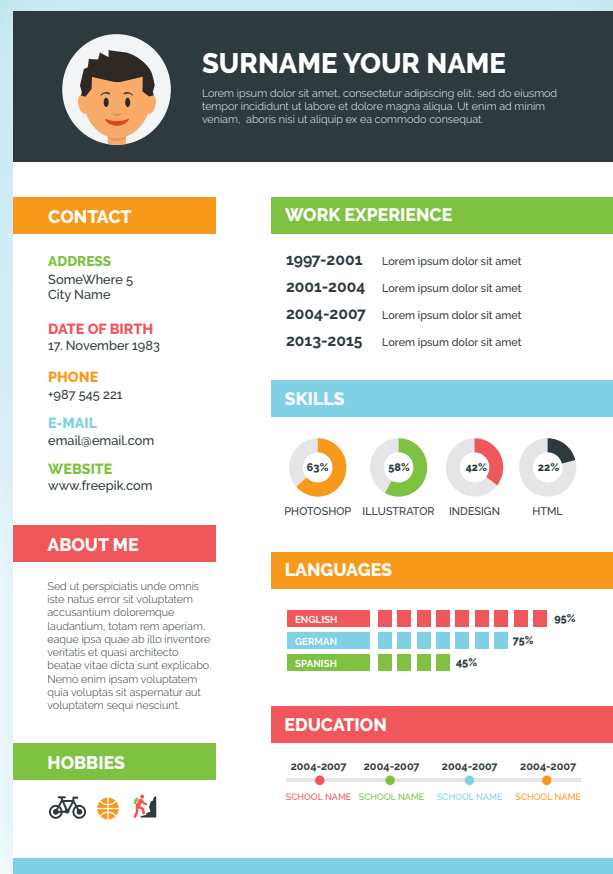 SURNAME YOUR NAME
Lorem ipsum dolor sit amet, consectetur adipiscing elit, sed do eiusmod
tempor incididunt ut labore et dolore magna aliqua. Ut enim ad minim
veniam, aboris nisi ut aliquip ex ea commodo consequat.
CONTACT
ADDRESS
SomeWhere 5
City Name
DATE OF BIRTH
17. November 1983
PHONE
+987 545 221
E-MAIL
email@email.com
WEBSITE
www.freepik.com
ABOUT ME
Sed ut perspiciatis unde omnis
iste natus error sit voluptatem
accusantium doloremque
laudantium, totam rem aperiam,
eaque ipsa quae ab illo inventore
veritatis et quasi architecto
beatae vitae dicta sunt explicabo.
Nemo enim ipsam voluptatem
quia voluptas sit aspernatur aut
voluptatem sequi nesciunt.
HOBBIES
WORK EXPERIENCE
1997-2001 Lorem ipsum dolor sit amet
2001-2004 Lorem ipsum dolor sit amet
2004-2007 Lorem ipsum dolor sit amet
2013-2015 Lorem ipsum dolor sit amet
SKILLS
63% 58% 42% 22%
PHOTOSHOP ILLUSTRATOR INDESIGN HTML
LANGUAGES
ENGLISH 95%
GERMAN 75%
SPANISH 45%
EDUCATION
2004-2007 2004-2007 2004-2007 2004-2007
SCHOOL NAME SCHOOL NAME SCHOOL NAME SCHOOL NAME